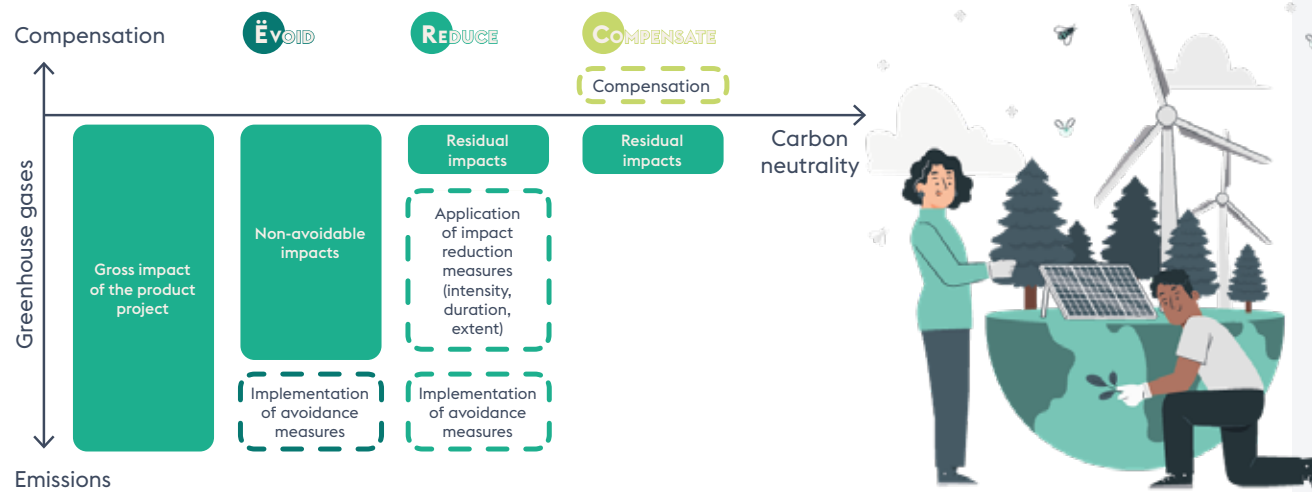 Compensation
ËVOID
REDUCE
COMPENSATE
Compensation
Greenhouse gases
Carbon
neutrality
Gross impact
of the product
project
Non-avoidable
impacts
Implementation
of avoidance
measures
Residual
impacts
Application
of impact
reduction
measures
(intensity,
duration,
extent)
Implementation
of avoidance
measures
Residual
impacts
Emissions